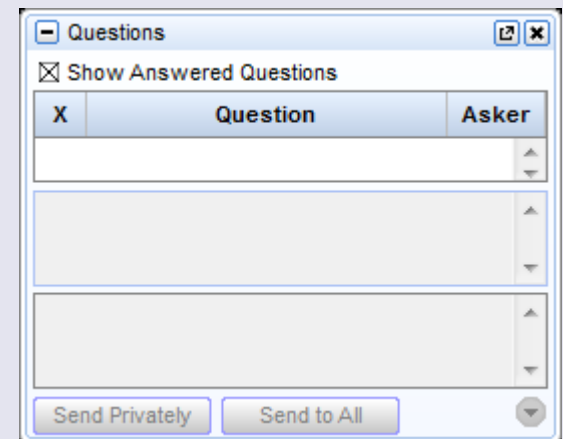 Questions
Show Answered Questions
X Question Asker
Send Privately Send to All